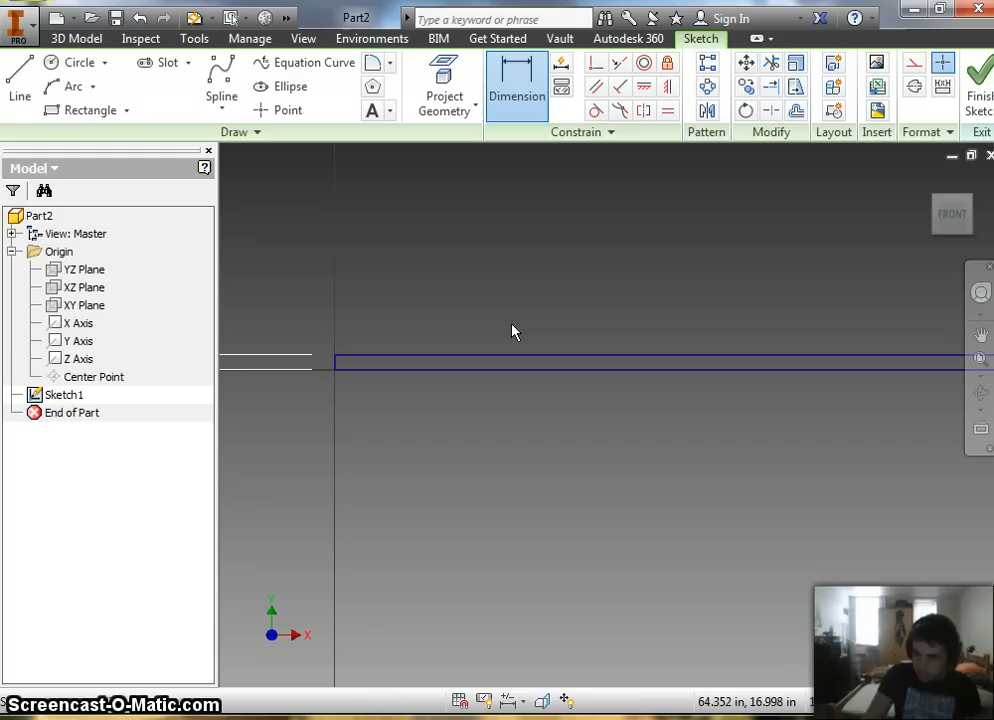 Part2
Type a keyword or phrase
Sign In
PRO
3D Model
Inspect
Tools
Manage
View
Environments
BIM
Get Started
Vault
Autodesk 360
Sketch
Line
Circle
Arc
Rectangle
Slot
Spline
Equation Curve
Ellipse
Point
A
Project
Geometry
Dimension
Finish
Sketc
Draw
Constrain
Pattern
Modify
Layout
Insert
Format
Exit
Model
Part2
View: Master
Origin
YZ Plane
XZ Plane
XY Plane
X Axis
Y Axis
Z Axis
Center Point
Sketch1
End of Part
FRONT
Y
X
64.352 in, 16.998 in
Screencast-O-Matic.com